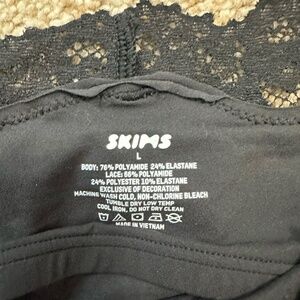 SKIMS
L
BODY: 76% POLYAMIDE 24% ELASTANE
LACE: 66% POLYAMIDE
24% POLYESTER 10% ELASTANE
EXCLUSIVE OF DECORATION
MACHINE WASH COLD, NON-CHLORINE BLEACH
TUMBLE DRY LOW TEMP
COOL IRON, DO NOT DRY CLEAN
MADE IN VIETNAM